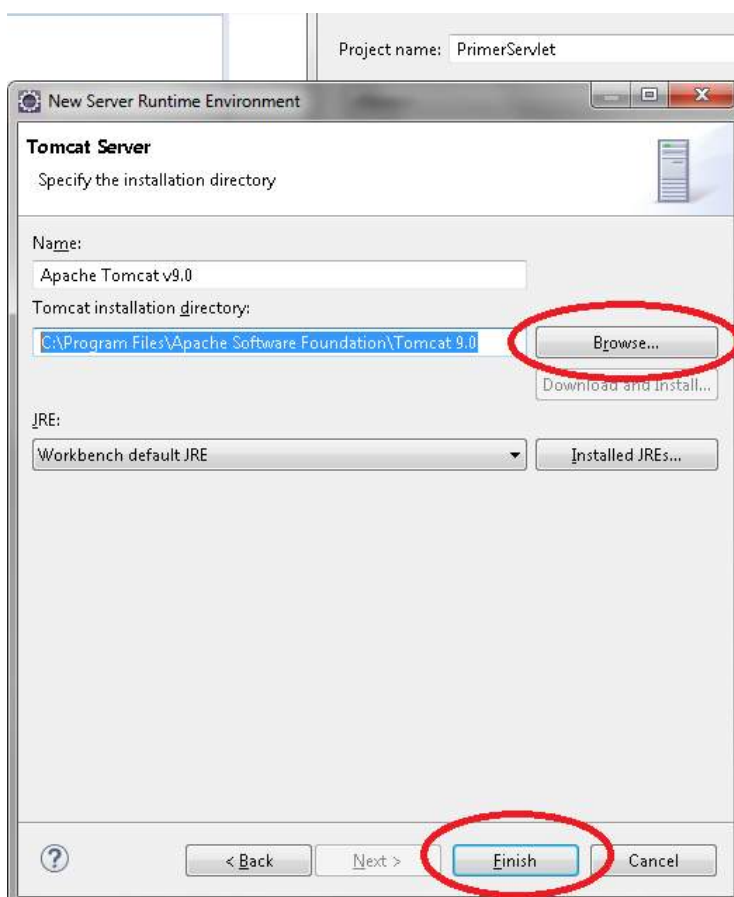 Project name: PrimerServlet
New Server Runtime Environment
Tomcat Server
Specify the installation directory
Name:
Apache Tomcat v9.0
Tomcat installation directory:
C:\Program Files\Apache Software Foundation\Tomcat 9.0
Browse...
Download and Install...
JRE:
Workbench default JRE
Installed JREs...
?
< Back
Next >
Finish
Cancel